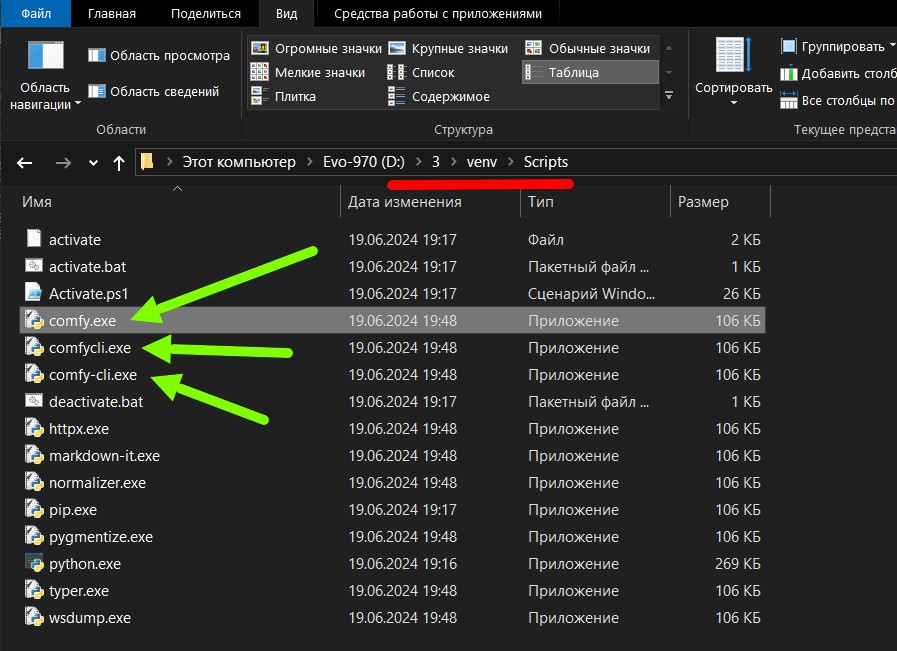 Файл Главная Поделиться Вид Средства работы с приложениями
Область навигации
Область просмотра
Область сведений
Области
Огромные значки Крупные значки Обычные значки
Мелкие значки Список Таблица
Плитка Содержимое
Структура
Сортировать
Группировать
Добавить столб
Все столбцы по
Текущее предста
Этот компьютер > Evo-970 (D:) > 3 > venv > Scripts
Имя Дата изменения Тип Размер
activate 19.06.2024 19:17 Файл 2 КБ
activate.bat 19.06.2024 19:17 Пакетный файл ... 1 КБ
Activate.ps1 19.06.2024 19:17 Сценарий Windo... 26 КБ
comfy.exe 19.06.2024 19:48 Приложение 106 КБ
comfycli.exe 19.06.2024 19:48 Приложение 106 КБ
comfy-cli.exe 19.06.2024 19:48 Приложение 106 КБ
deactivate.bat 19.06.2024 19:17 Пакетный файл ... 1 КБ
httpx.exe 19.06.2024 19:48 Приложение 106 КБ
markdown-it.exe 19.06.2024 19:48 Приложение 106 КБ
normalizer.exe 19.06.2024 19:48 Приложение 106 КБ
pip.exe 19.06.2024 19:17 Приложение 106 КБ
pygmentize.exe 19.06.2024 19:48 Приложение 106 КБ
python.exe 19.06.2024 19:16 Приложение 269 КБ
typer.exe 19.06.2024 19:48 Приложение 106 КБ
wsdump.exe 19.06.2024 19:48 Приложение 106 КБ